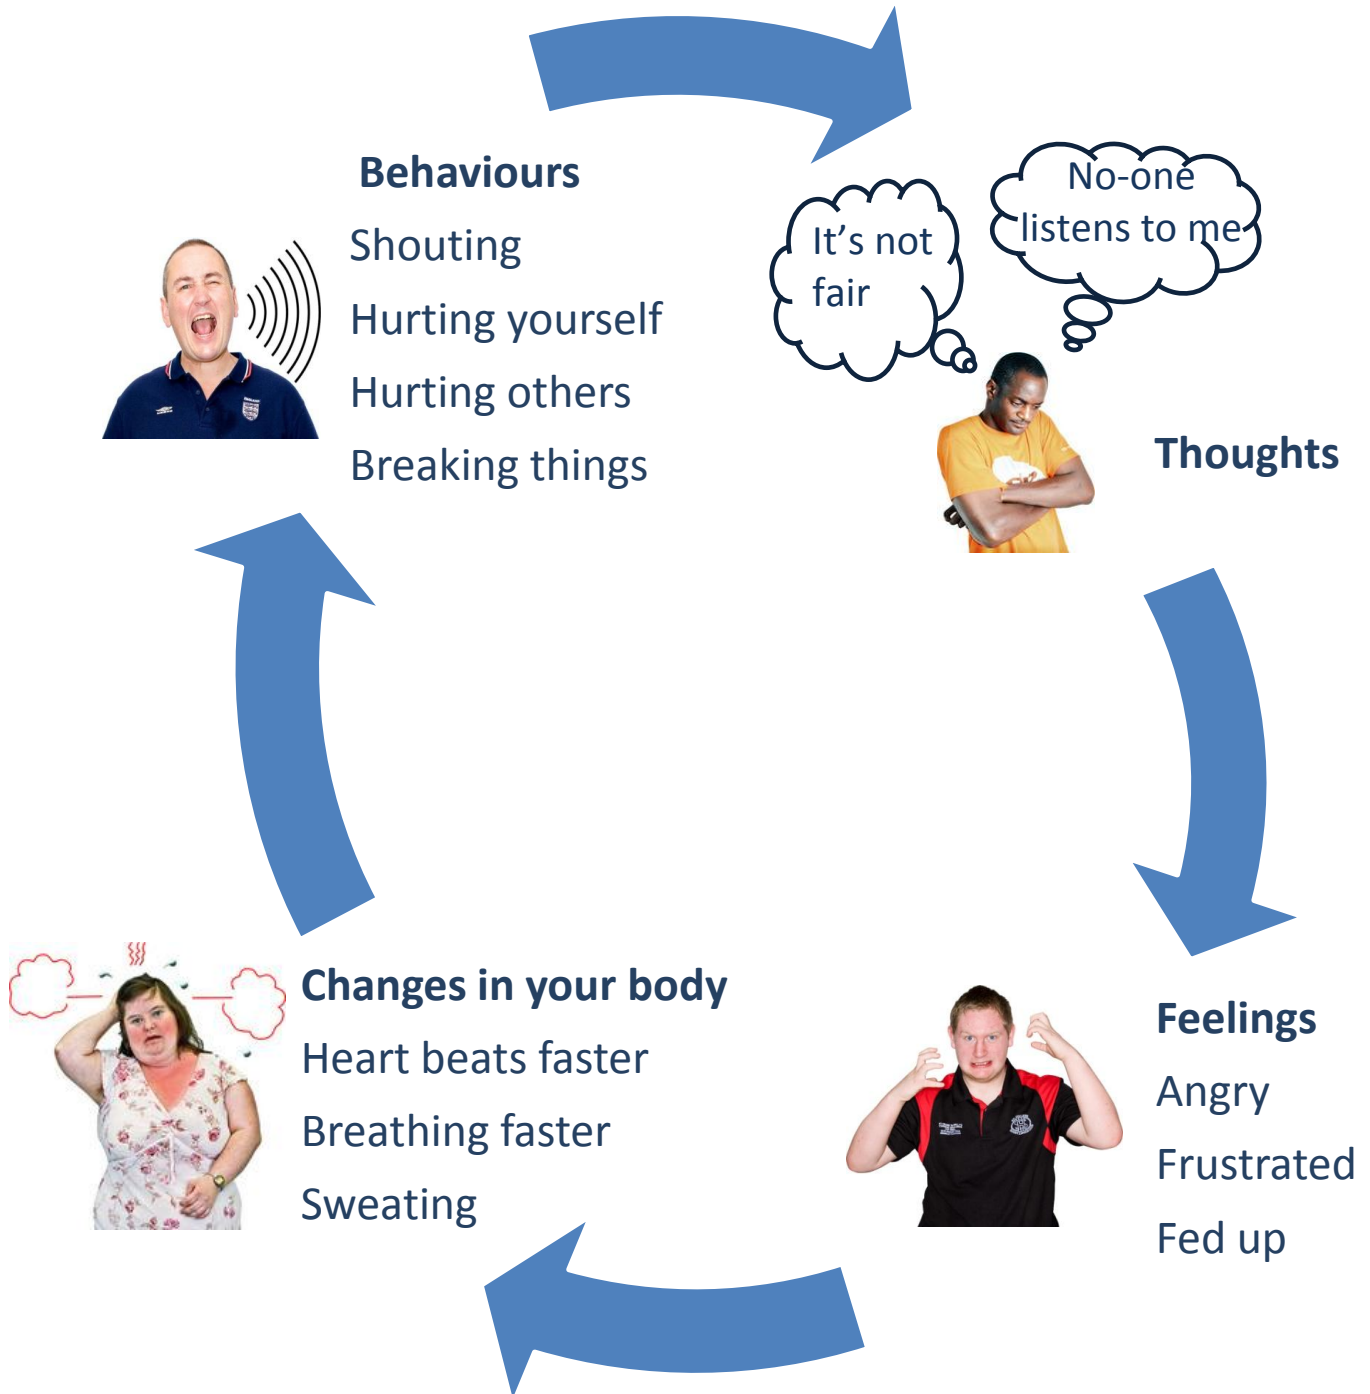 Behaviours
Shouting
Hurting yourself
Hurting others
Breaking things
It's not
fair
No-one
listens to me
Thoughts
Feelings
Angry
Frustrated
Fed up
Changes in your body
Heart beats faster
Breathing faster
Sweating